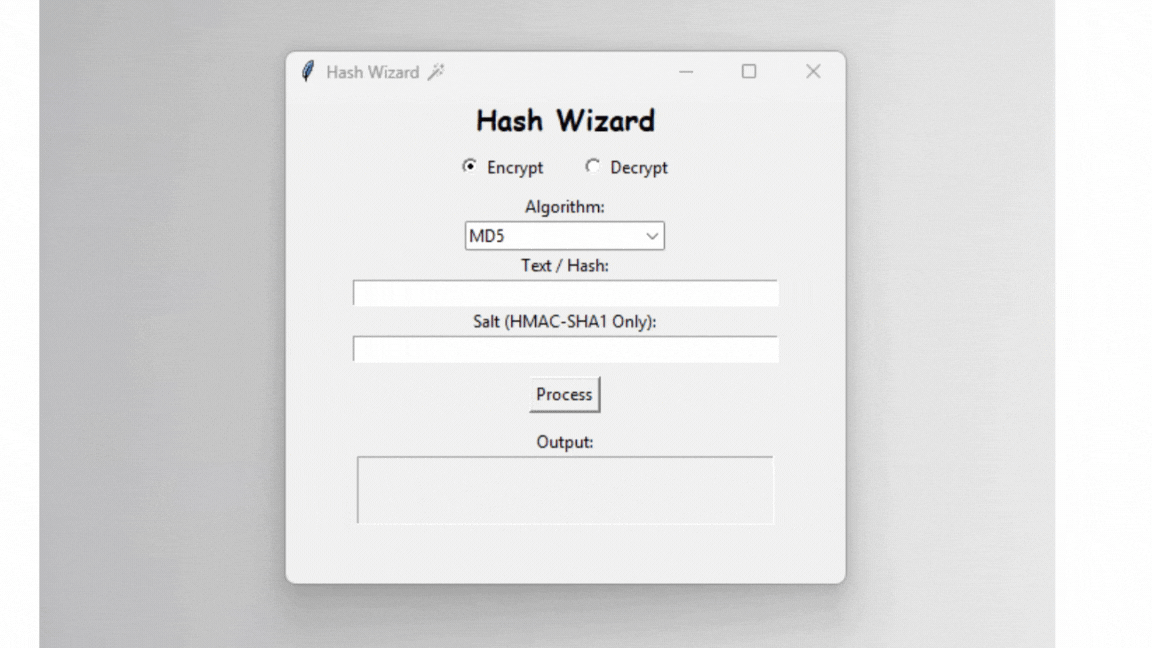 Hash Wizard
Hash Wizard
Encrypt Decrypt
Algorithm:
MD5
Text / Hash:
Salt (HMAC-SHA1 Only):
Process
Output: